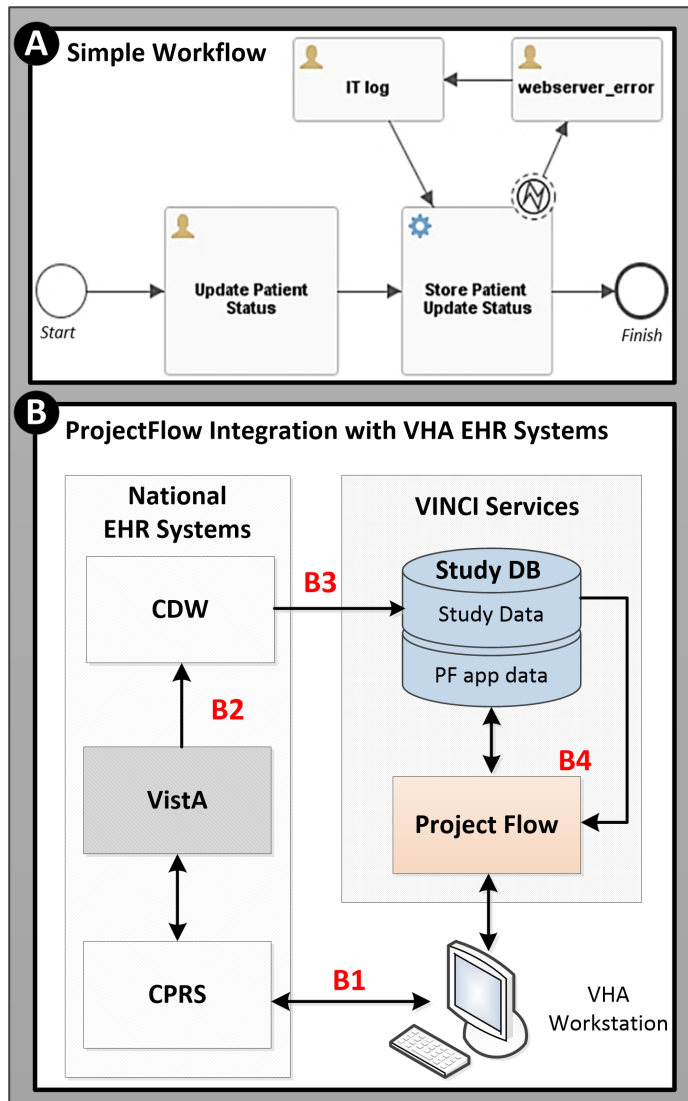 A
Simple Workflow
IT log
webserver_error
Update Patient
Status
Store Patient
Update Status
Start
Finish
B
ProjectFlow Integration with VHA EHR Systems
National
EHR Systems
VINCI Services
CDW
B3
Study DB
Study Data
PF app data
B2
VistA
B4
Project Flow
CPRS
B1
VHA
Workstation